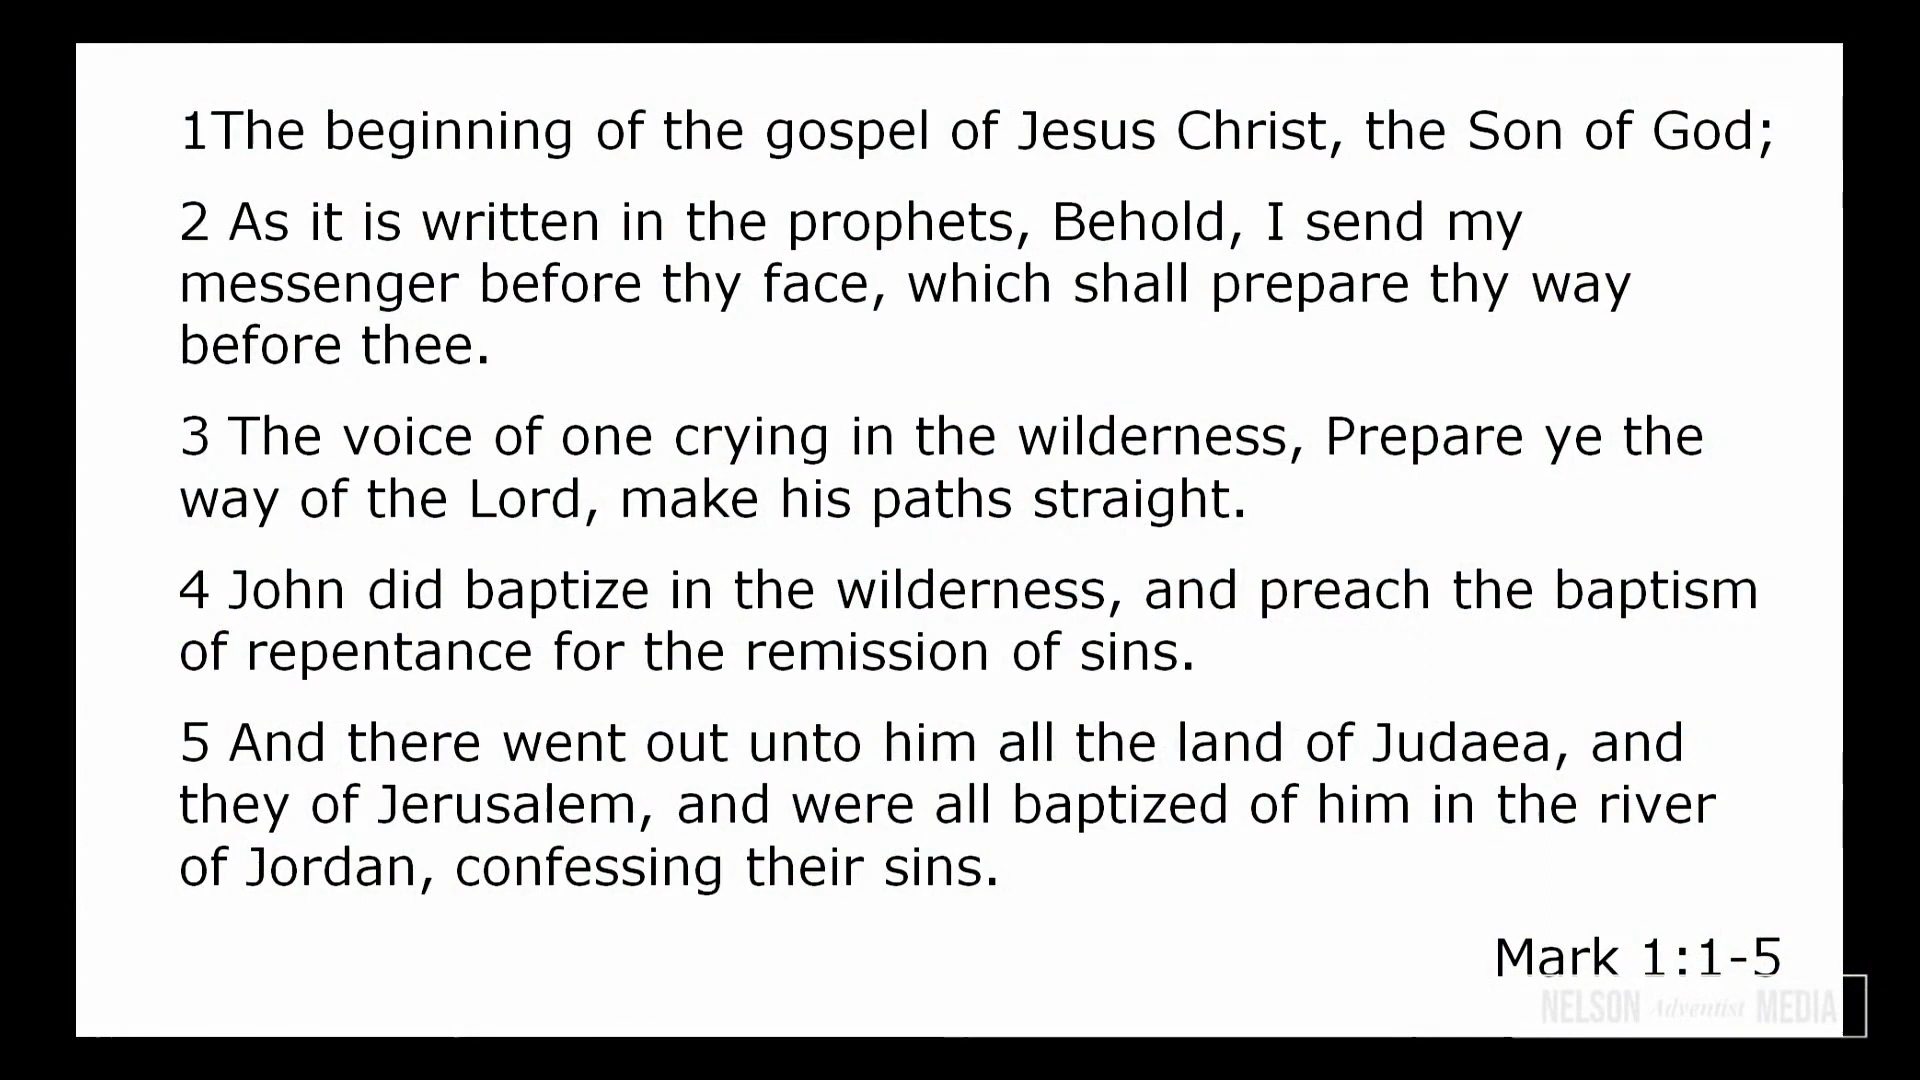 1The beginning of the gospel of Jesus Christ, the Son of God;
2 As it is written in the prophets, Behold, I send my
messenger before thy face, which shall prepare thy way
before thee.
3 The voice of one crying in the wilderness, Prepare ye the
way of the Lord, make his paths straight.
4 John did baptize in the wilderness, and preach the baptism
of repentance for the remission of sins.
5 And there went out unto him all the land of Judaea, and
they of Jerusalem, and were all baptized of him in the river
of Jordan, confessing their sins.
Mark 1:1-5
NELSON Adventist MEDIA